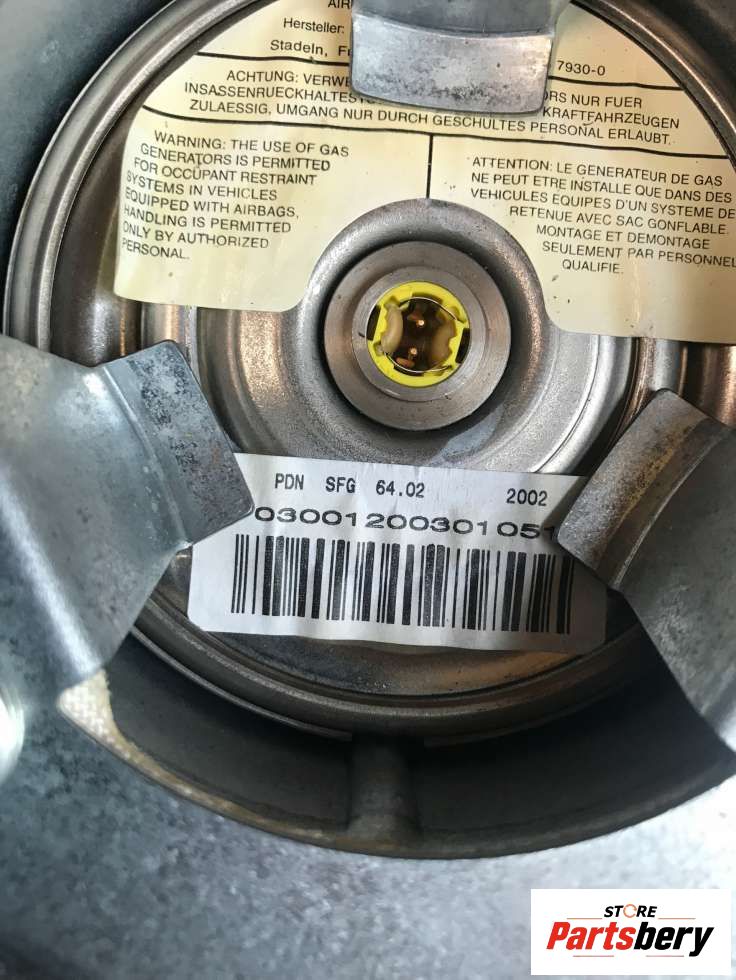 AIR
Hersteller:
Stadeln, Fu
7930-0
ACHTUNG: VERWE ORS NUR FUER
INSASSENRUECKHALTESTO KRAFTFAHRZEUGEN
ZULAESSIG, UMGANG NUR DURCH GESCHULTES PERSONAL ERLAUBT.
WARNING: THE USE OF GAS
GENERATORS IS PERMITTED
FOR OCCUPANT RESTRAINT
SYSTEMS IN VEHICLES
EQUIPPED WITH AIRBAGS,
HANDLING IS PERMITTED
ONLY BY AUTHORIZED
PERSONAL.
ATTENTION: LE GENERATEUR DE GAS
NE PEUT ETRE INSTALLE QUE DANS DES
VEHICULES EQUIPES D'UN SYSTEME DE
RETENUE AVEC SAC GONFLABLE.
MONTAGE ET DEMONTAGE
SEULEMENT PAR PERSONNEL
QUALIFIE.
PDN SFG 64.02 2002
03001200301051
STORE
Partsbery